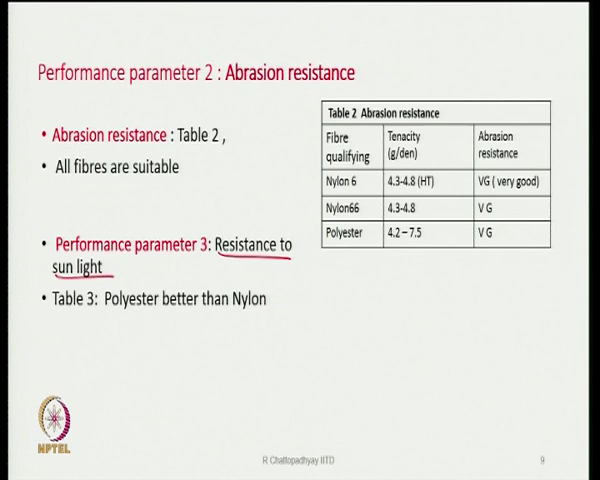 Performance parameter 2 : Abrasion resistance
• Abrasion resistance : Table 2 ,
• All fibres are suitable
• Performance parameter 3: Resistance to
sun light
• Table 3: Polyester better than Nylon
Table 2 Abrasion resistance
Fibre qualifying Tenacity (g/den) Abrasion resistance
Nylon 6 4.3-4.8 (HT) VG ( very good)
Nylon66 4.3-4.8 V G
Polyester 4.2 – 7.5 V G
NPTEL
R Chattopadhyay IITD
9